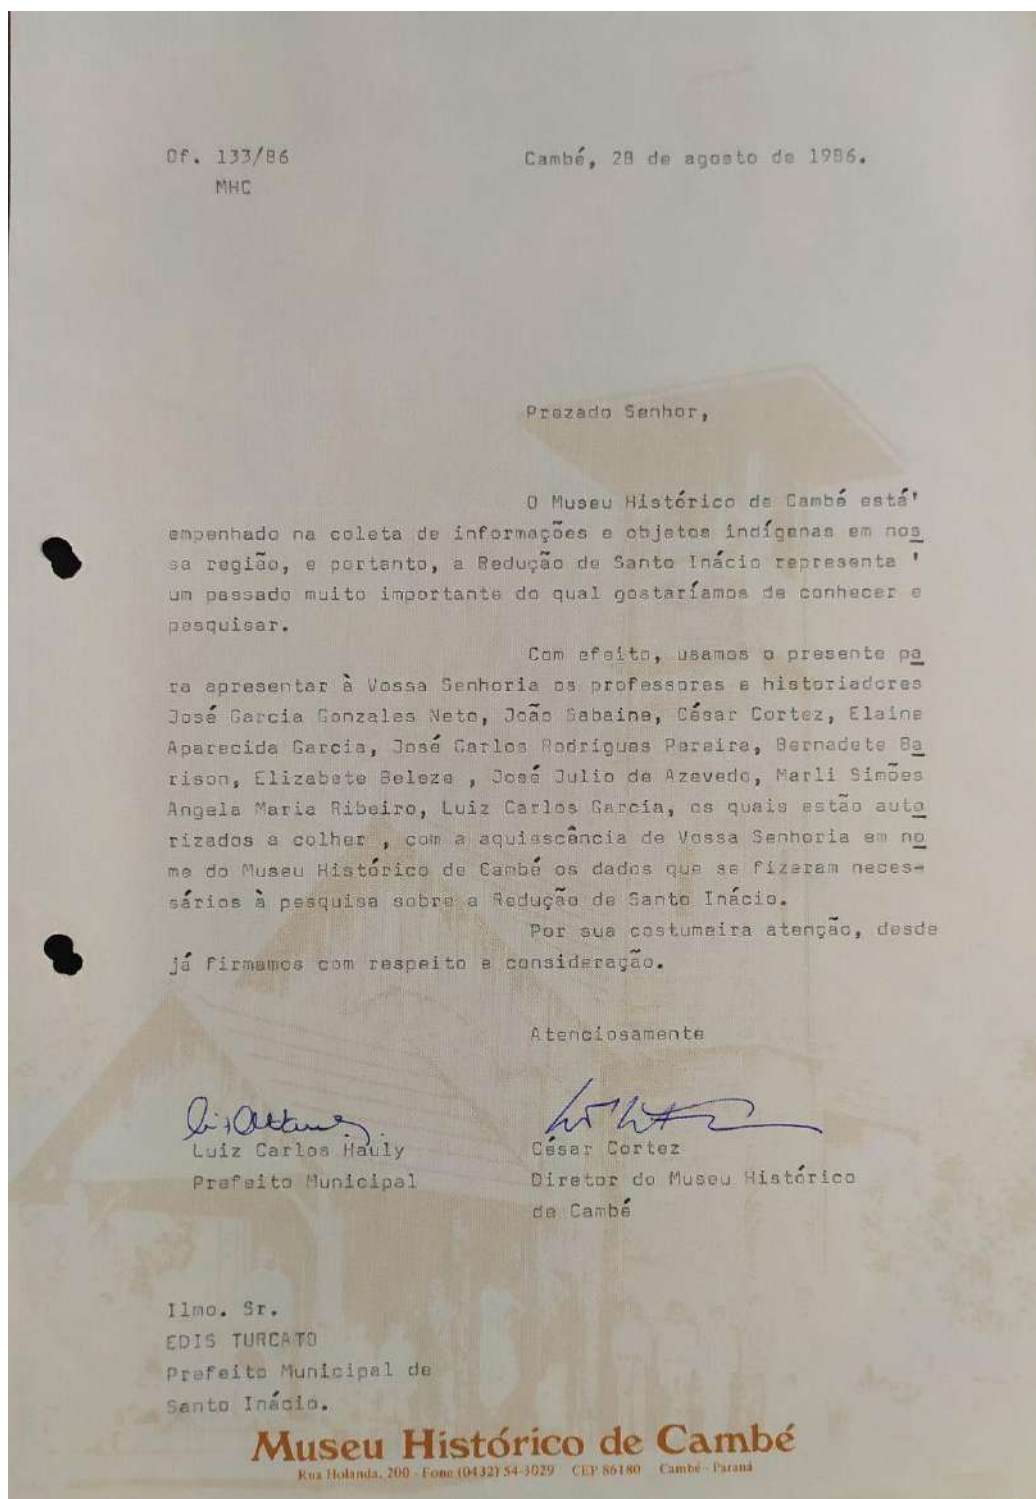 Of. 133/86 Cambé, 28 de agosto de 1986.
MHC
Prezado Senhor,
O Museu Histórico de Cambé está'
empenhado na coleta de informações e objetos indígenas em nos
sa região, e portanto, a Redução de Santo Inácio representa '
um passado muito importante do qual gostaríamos de conhecer e
pesquisar.
Com efeito, usamos o presente pa
ra apresentar à Vossa Senhoria os professores e historiadores
José Garcia Gonzales Neto, João Sabaine, César Cortez, Elaine
Aparecida Garcia, José Carlos Rodrigues Pereira, Bernadete Ba
rison, Elizabete Beleze , José Julio de Azevedo, Marli Simões
Angela Maria Ribeiro, Luiz Carlos Garcia, os quais estão auto
rizados a colher , com a aquiescência de Vossa Senhoria em no
me do Museu Histórico de Cambé os dados que se fizeram neces-
sários à pesquisa sobre a Redução de Santo Inácio.
Por sua costumeira atenção, desde
já firmamos com respeito e consideração.
Atenciosamente
Luiz Carlos Hauly César Cortez
Prefeito Municipal Diretor do Museu Histórico
de Cambé
Ilmo. Sr.
EDIS TURCATO
Prefeito Municipal de
Santo Inácio.
Museu Histórico de Cambé
Rua Holanda, 200 - Fone (0432) 54-3029 CEP 86180 Cambé - Paraná